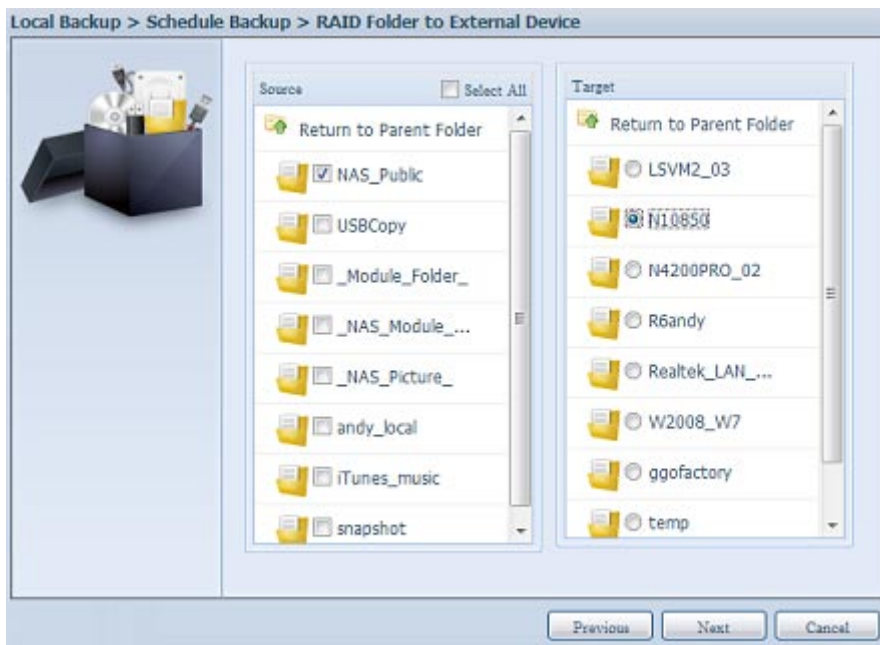 Local Backup > Schedule Backup > RAID Folder to External Device
Source
Select All
Return to Parent Folder
NAS_Public
USBCopy
_Module_Folder_
_NAS_Module_...
_NAS_Picture_
andy_local
iTunes_music
snapshot
Target
Return to Parent Folder
LSVM2_03
N10850
N4200PRO_02
R6andy
Realtek_LAN_...
W2008_W7
ggofactory
temp
Previous
Next
Cancel